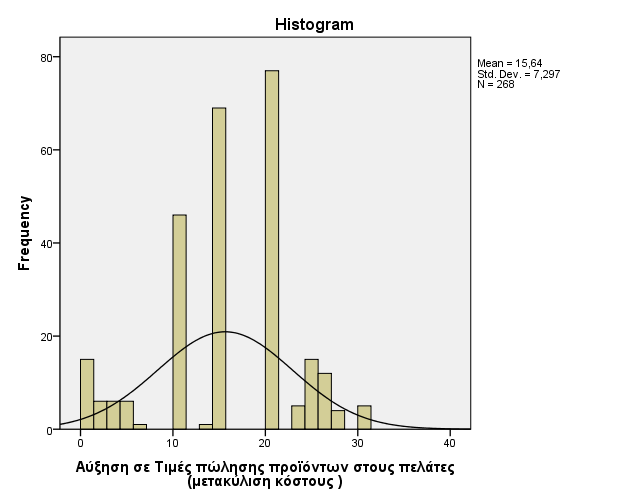 Histogram
Mean = 15,64
Std. Dev. = 7,297
N = 268
Frequency
80
60
40
20
0
0 10 20 30 40
Αύξηση σε Τιμές πώλησης προϊόντων στους πελάτες
(μετακύλιση κόστους )